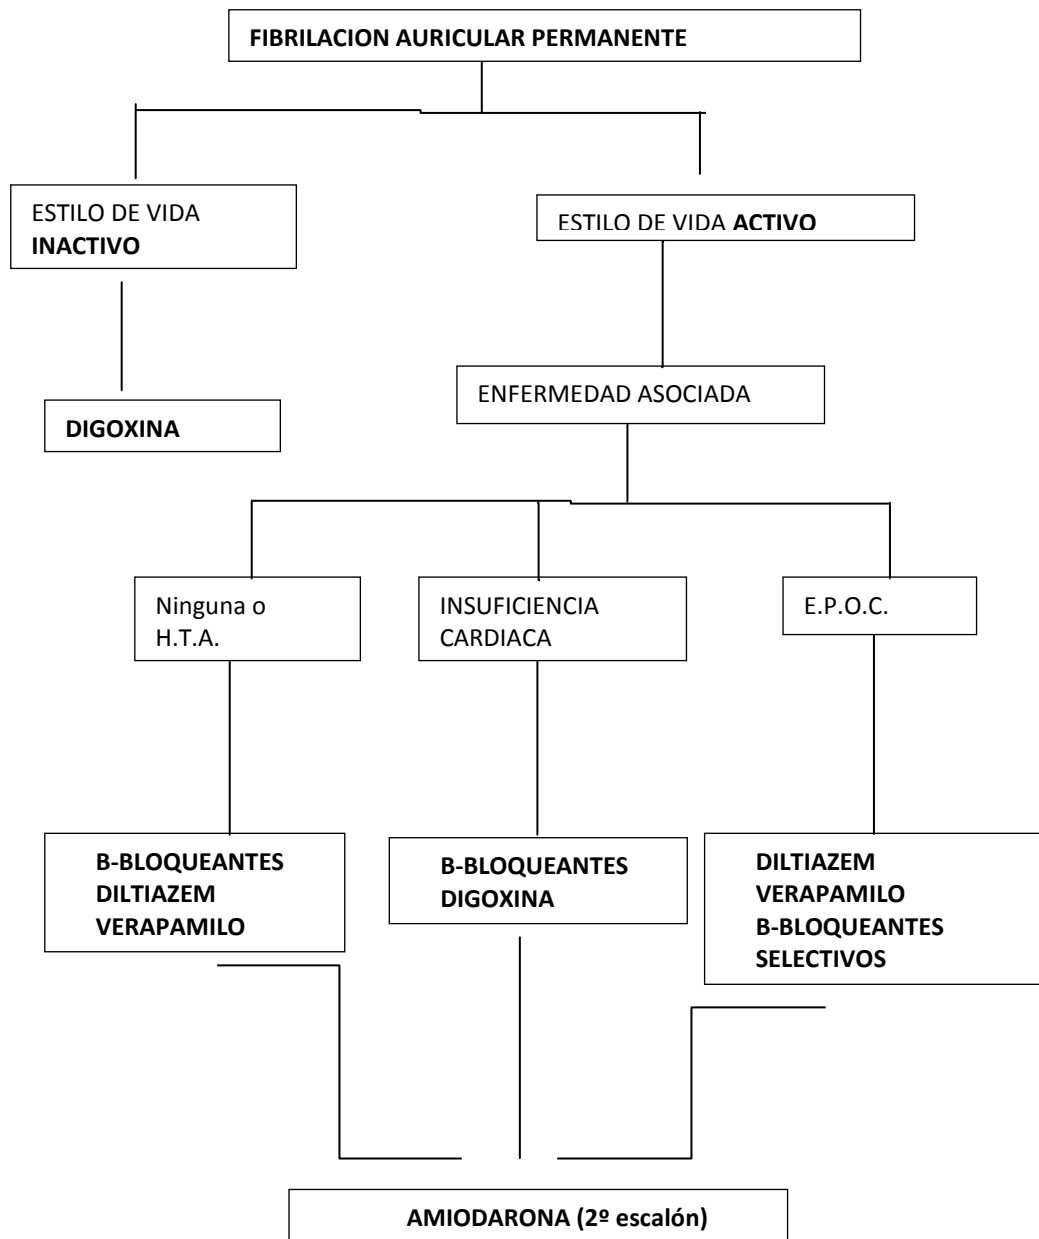 FIBRILACION AURICULAR PERMANENTE
ESTILO DE VIDA
INACTIVO
ESTILO DE VIDA ACTIVO
DIGOXINA
ENFERMEDAD ASOCIADA
Ninguna o
H.T.A.
INSUFICIENCIA
CARDIACA
E.P.O.C.
B-BLOQUEANTES
DILTIAZEM
VERAPAMILO
B-BLOQUEANTES
DIGOXINA
DILTIAZEM
VERAPAMILO
B-BLOQUEANTES
SELECTIVOS
AMIODARONA (2º escalón)